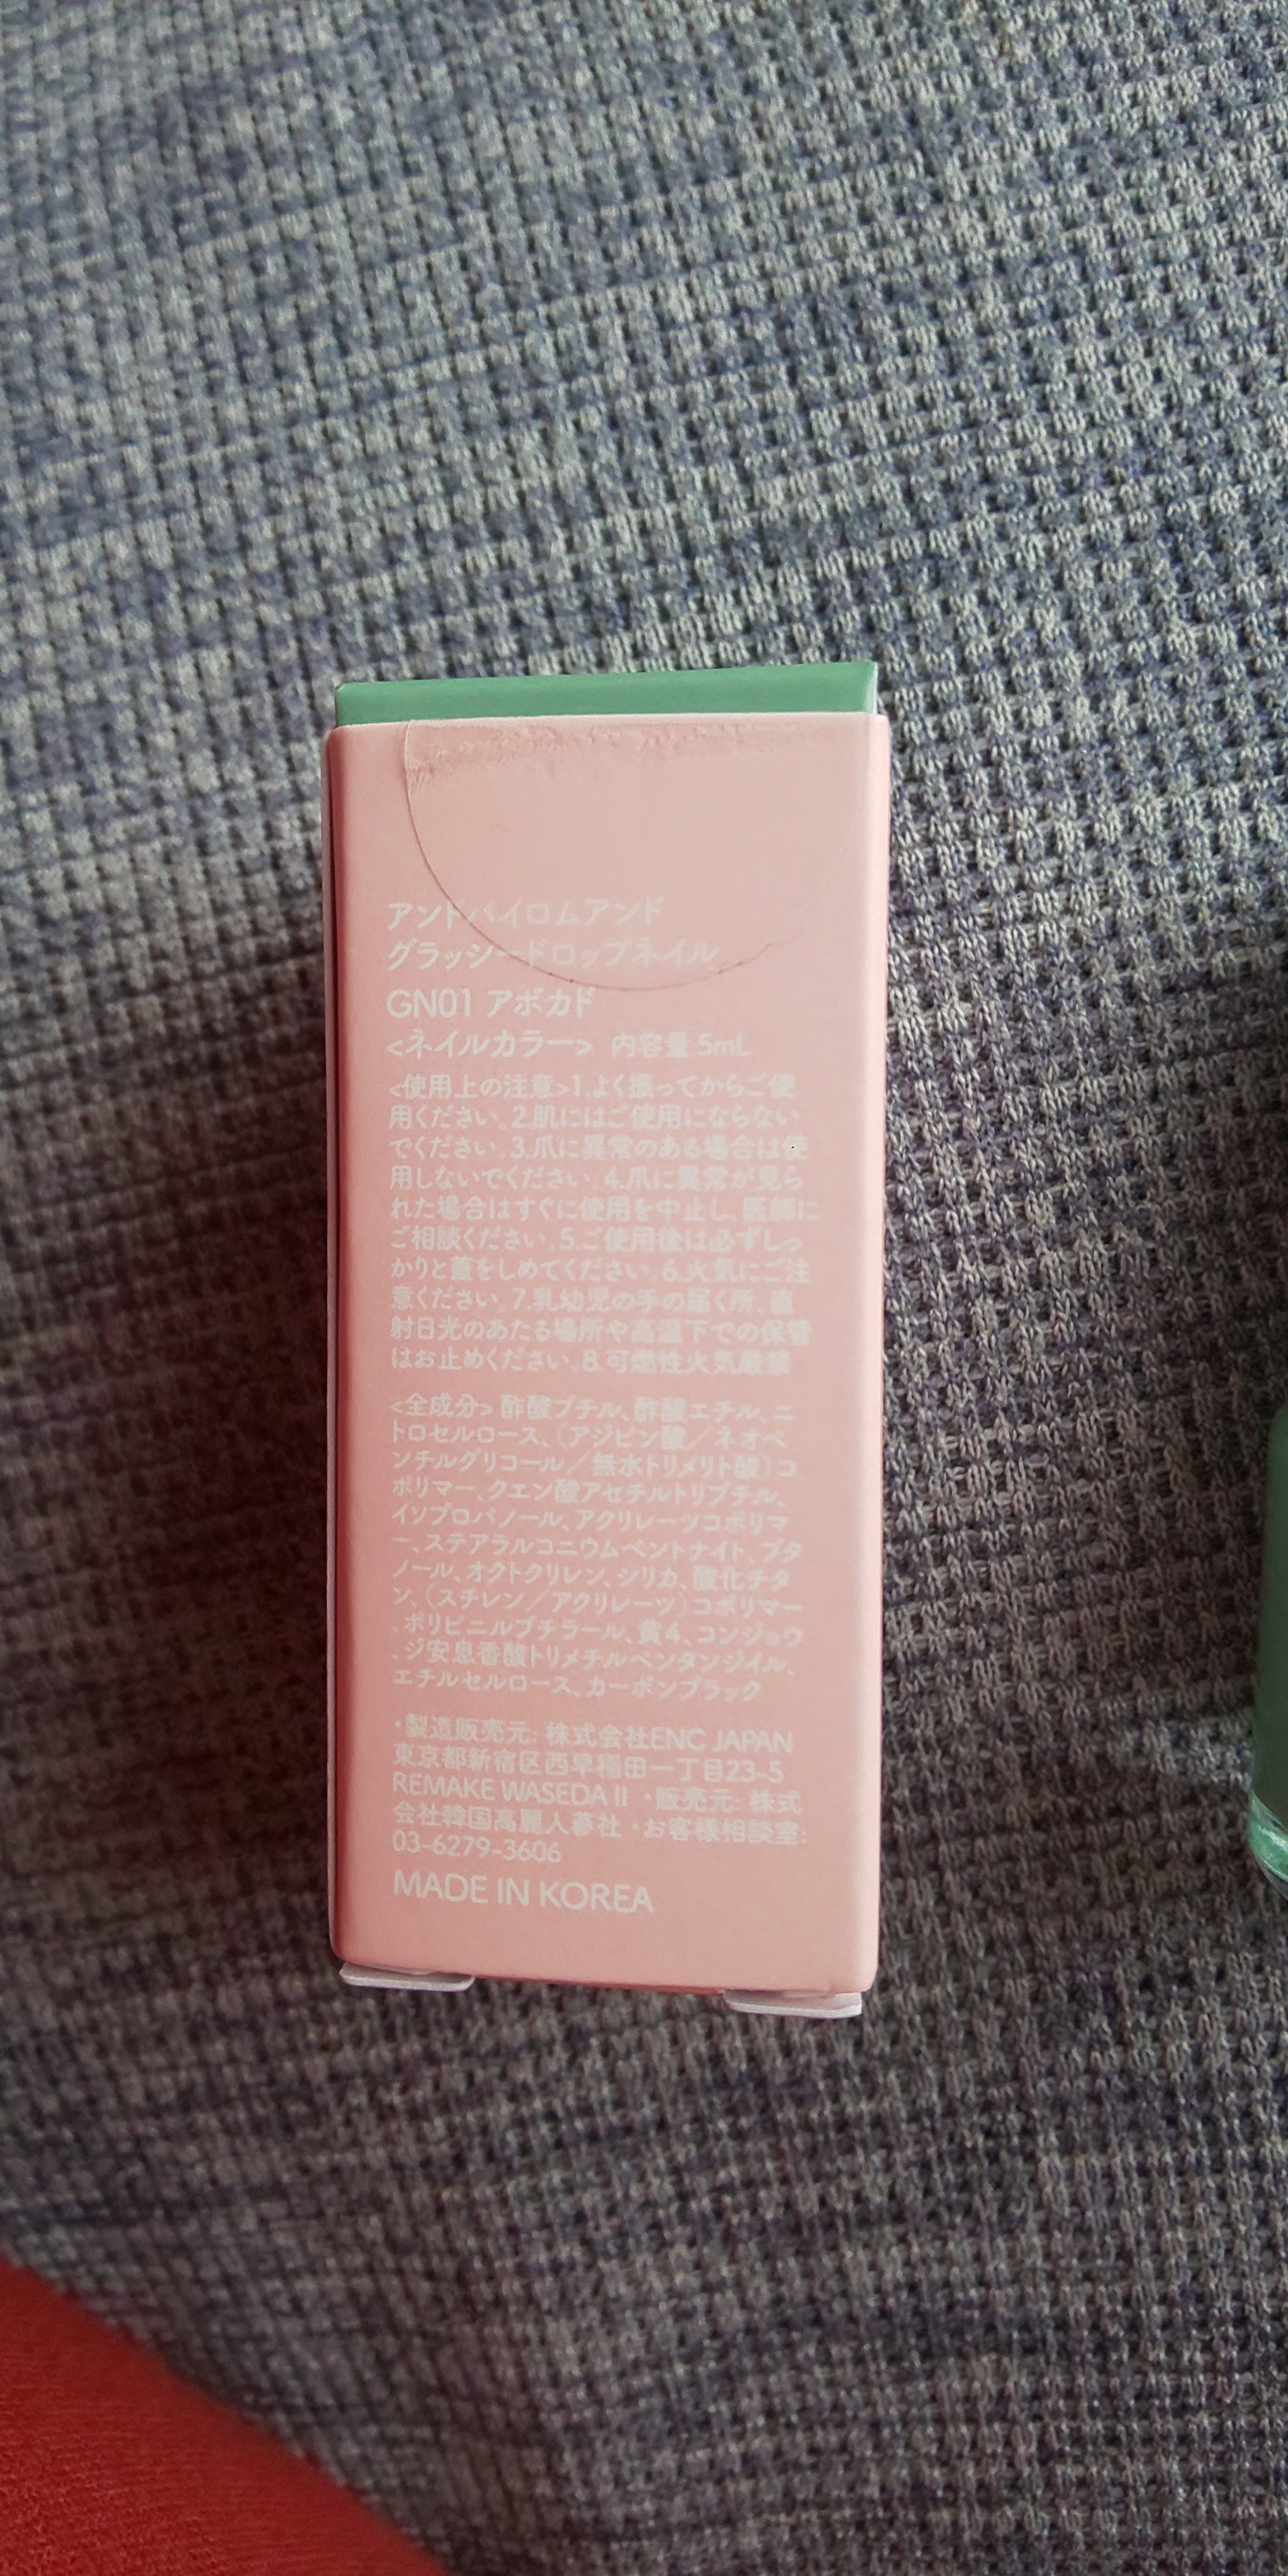 アンドバイロムアンド
グラッシードロップネイル
GN01 アボカド
<ネイルカラー> 内容量 5mL
<使用上の注意>1.よく振ってからご使
用ください。2.肌にはご使用にならない
でください。3.爪に異常のある場合は使
用しないでください。4.爪に異常が見ら
れた場合はすぐに使用を中止し、医師に
ご相談ください。5.ご使用後は必ずしっ
かりと蓋をしめてください。6.火気にご注
意ください。7.乳幼児の手の届く所、直
射日光のあたる場所や高温下での保管
はお止めください。8.可燃性火気厳禁
<全成分> 酢酸ブチル、酢酸エチル、ニ
トロセルロース、（アジピン酸／ネオペ
ンチルグリコール／無水トリメリト酸）コ
ポリマー、クエン酸アセチルトリブチル、
イソプロパノール、アクリレーツコポリマ
ー、ステアラルコニウムベントナイト、ブタ
ノール、オクトクリレン、シリカ、酸化チタ
ン、（スチレン／アクリレーツ）コポリマー
、ポリビニルブチラール、黄4、コンジョウ
、ジ安息香酸トリメチルペンタンジイル、
エチルセルロース、カーボンブラック
・製造販売元: 株式会社ENC JAPAN
東京都新宿区西早稲田一丁目23-5
REMAKE WASEDA II ・販売元: 株式
会社韓国高麗人蔘社 ・お客様相談室:
03-6279-3606
MADE IN KOREA